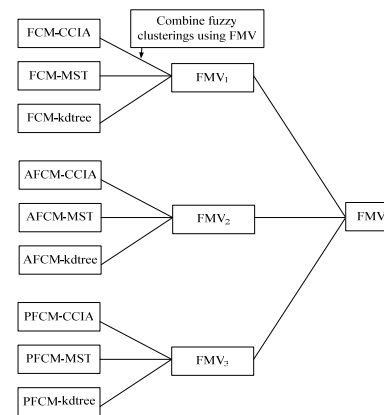 FCM-CCIA
Combine fuzzy
clusterings using FMV
FCM-MST
FMV₁
FCM-kdtree
AFCM-CCIA
AFCM-MST
FMV₂
FMV
AFCM-kdtree
PFCM-CCIA
PFCM-MST
FMV₃
PFCM-kdtree